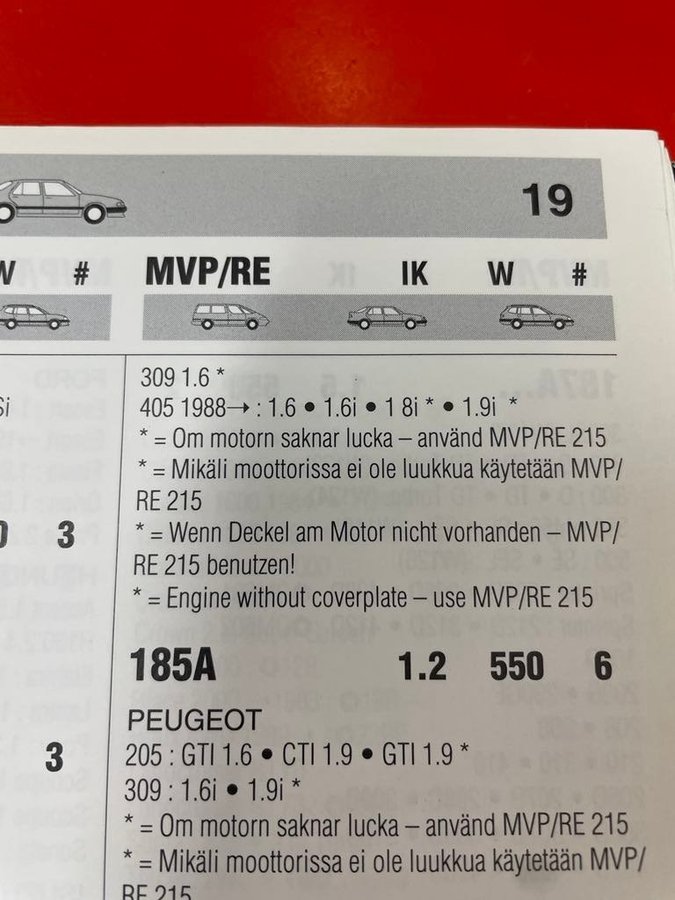 19
W # MVP/RE IK W #
309 1.6 *
405 1988→ : 1.6 • 1.6i • 1 8i * • 1.9i *
* = Om motorn saknar lucka – använd MVP/RE 215
* = Mikäli moottorissa ei ole luukkua käytetään MVP/
RE 215
* = Wenn Deckel am Motor nicht vorhanden – MVP/
RE 215 benutzen!
* = Engine without coverplate – use MVP/RE 215
185A 1.2 550 6
PEUGEOT
205 : GTI 1.6 • CTI 1.9 • GTI 1.9 *
309 : 1.6i • 1.9i *
* = Om motorn saknar lucka – använd MVP/RE 215
* = Mikäli moottorissa ei ole luukkua käytetään MVP/
RE 215
Si
3
3